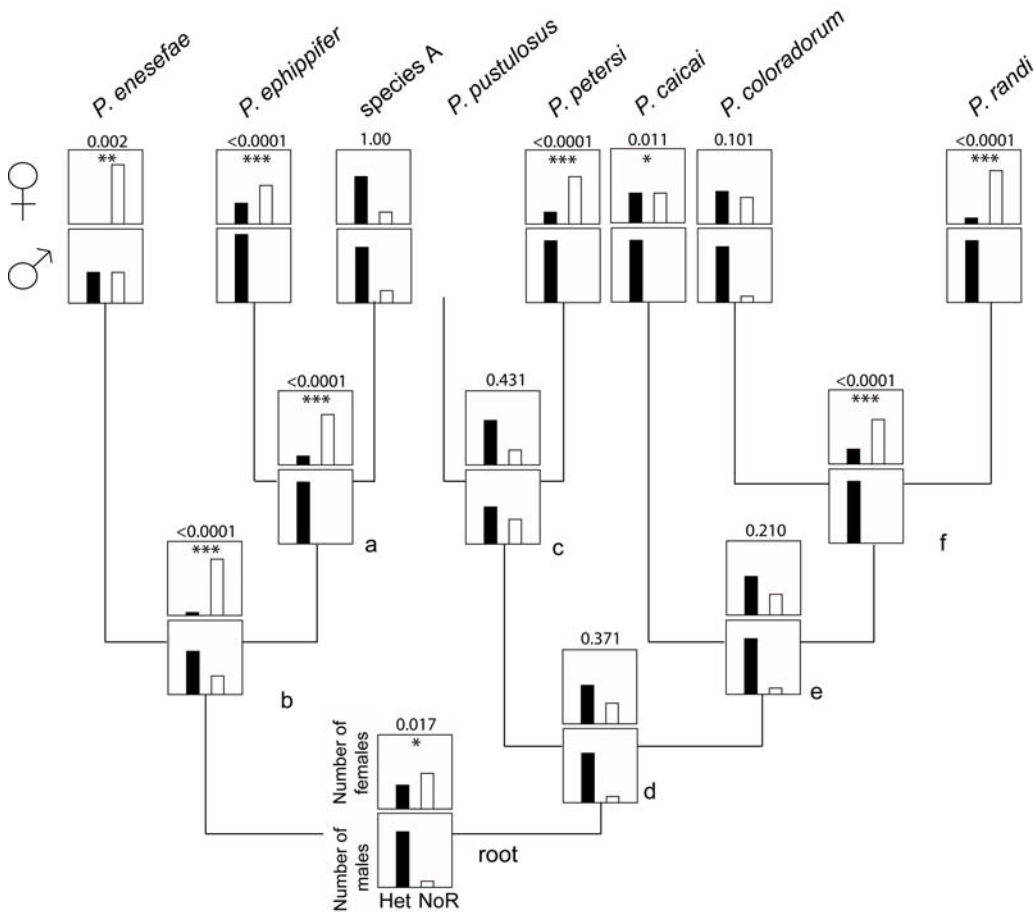 P. enesefae
P. ephippifer
species A
P. pustulosus
P. petersi
P. caicai
P. coloradorum
P. randi
0.002
**
<0.0001
***
1.00
<0.0001
***
0.011
*
0.101
<0.0001
***
♀
♂
<0.0001
***
a
0.431
c
<0.0001
***
f
<0.0001
***
b
0.210
e
0.371
d
0.017
*
Number of
females
Number of
males
root
Het NoR